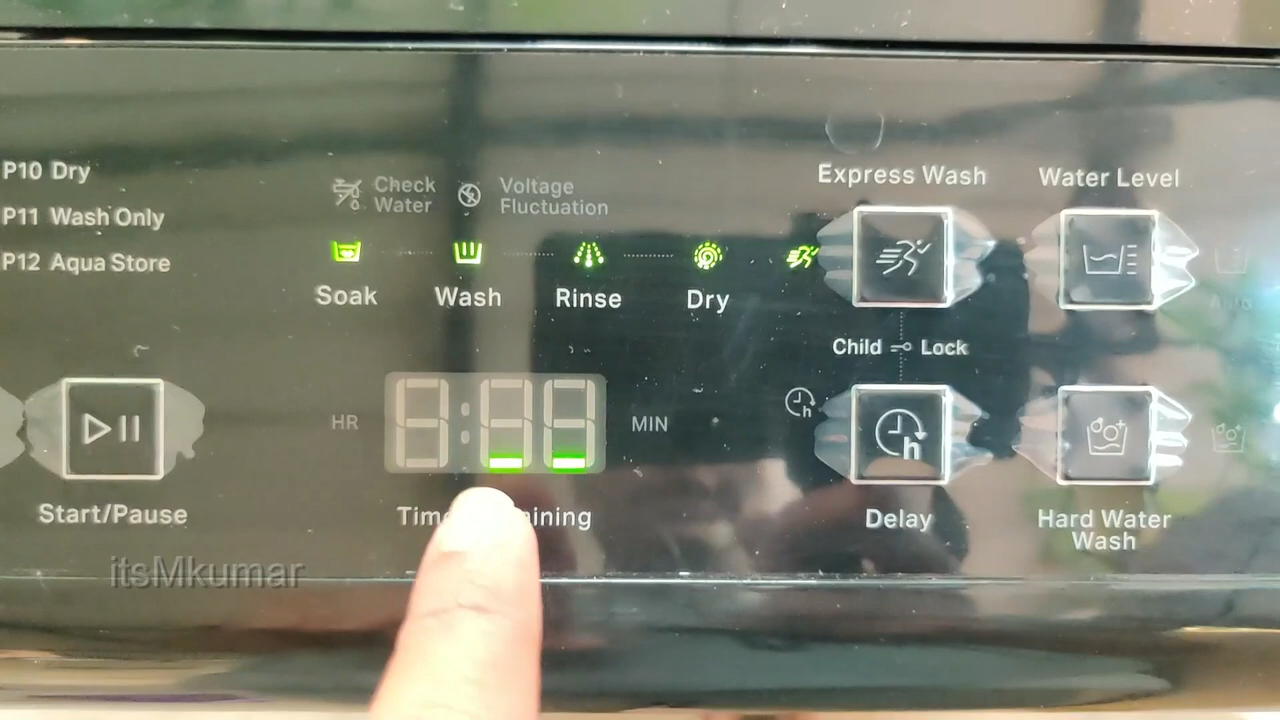 P10 Dry
P11 Wash Only
P12 Aqua Store
Check
Water
Voltage
Fluctuation
Soak
Wash
Rinse
Dry
Express Wash
Water Level
Child
Lock
HR
MIN
h
h
Start/Pause
Delay
Hard Water
Wash
itsMkumar